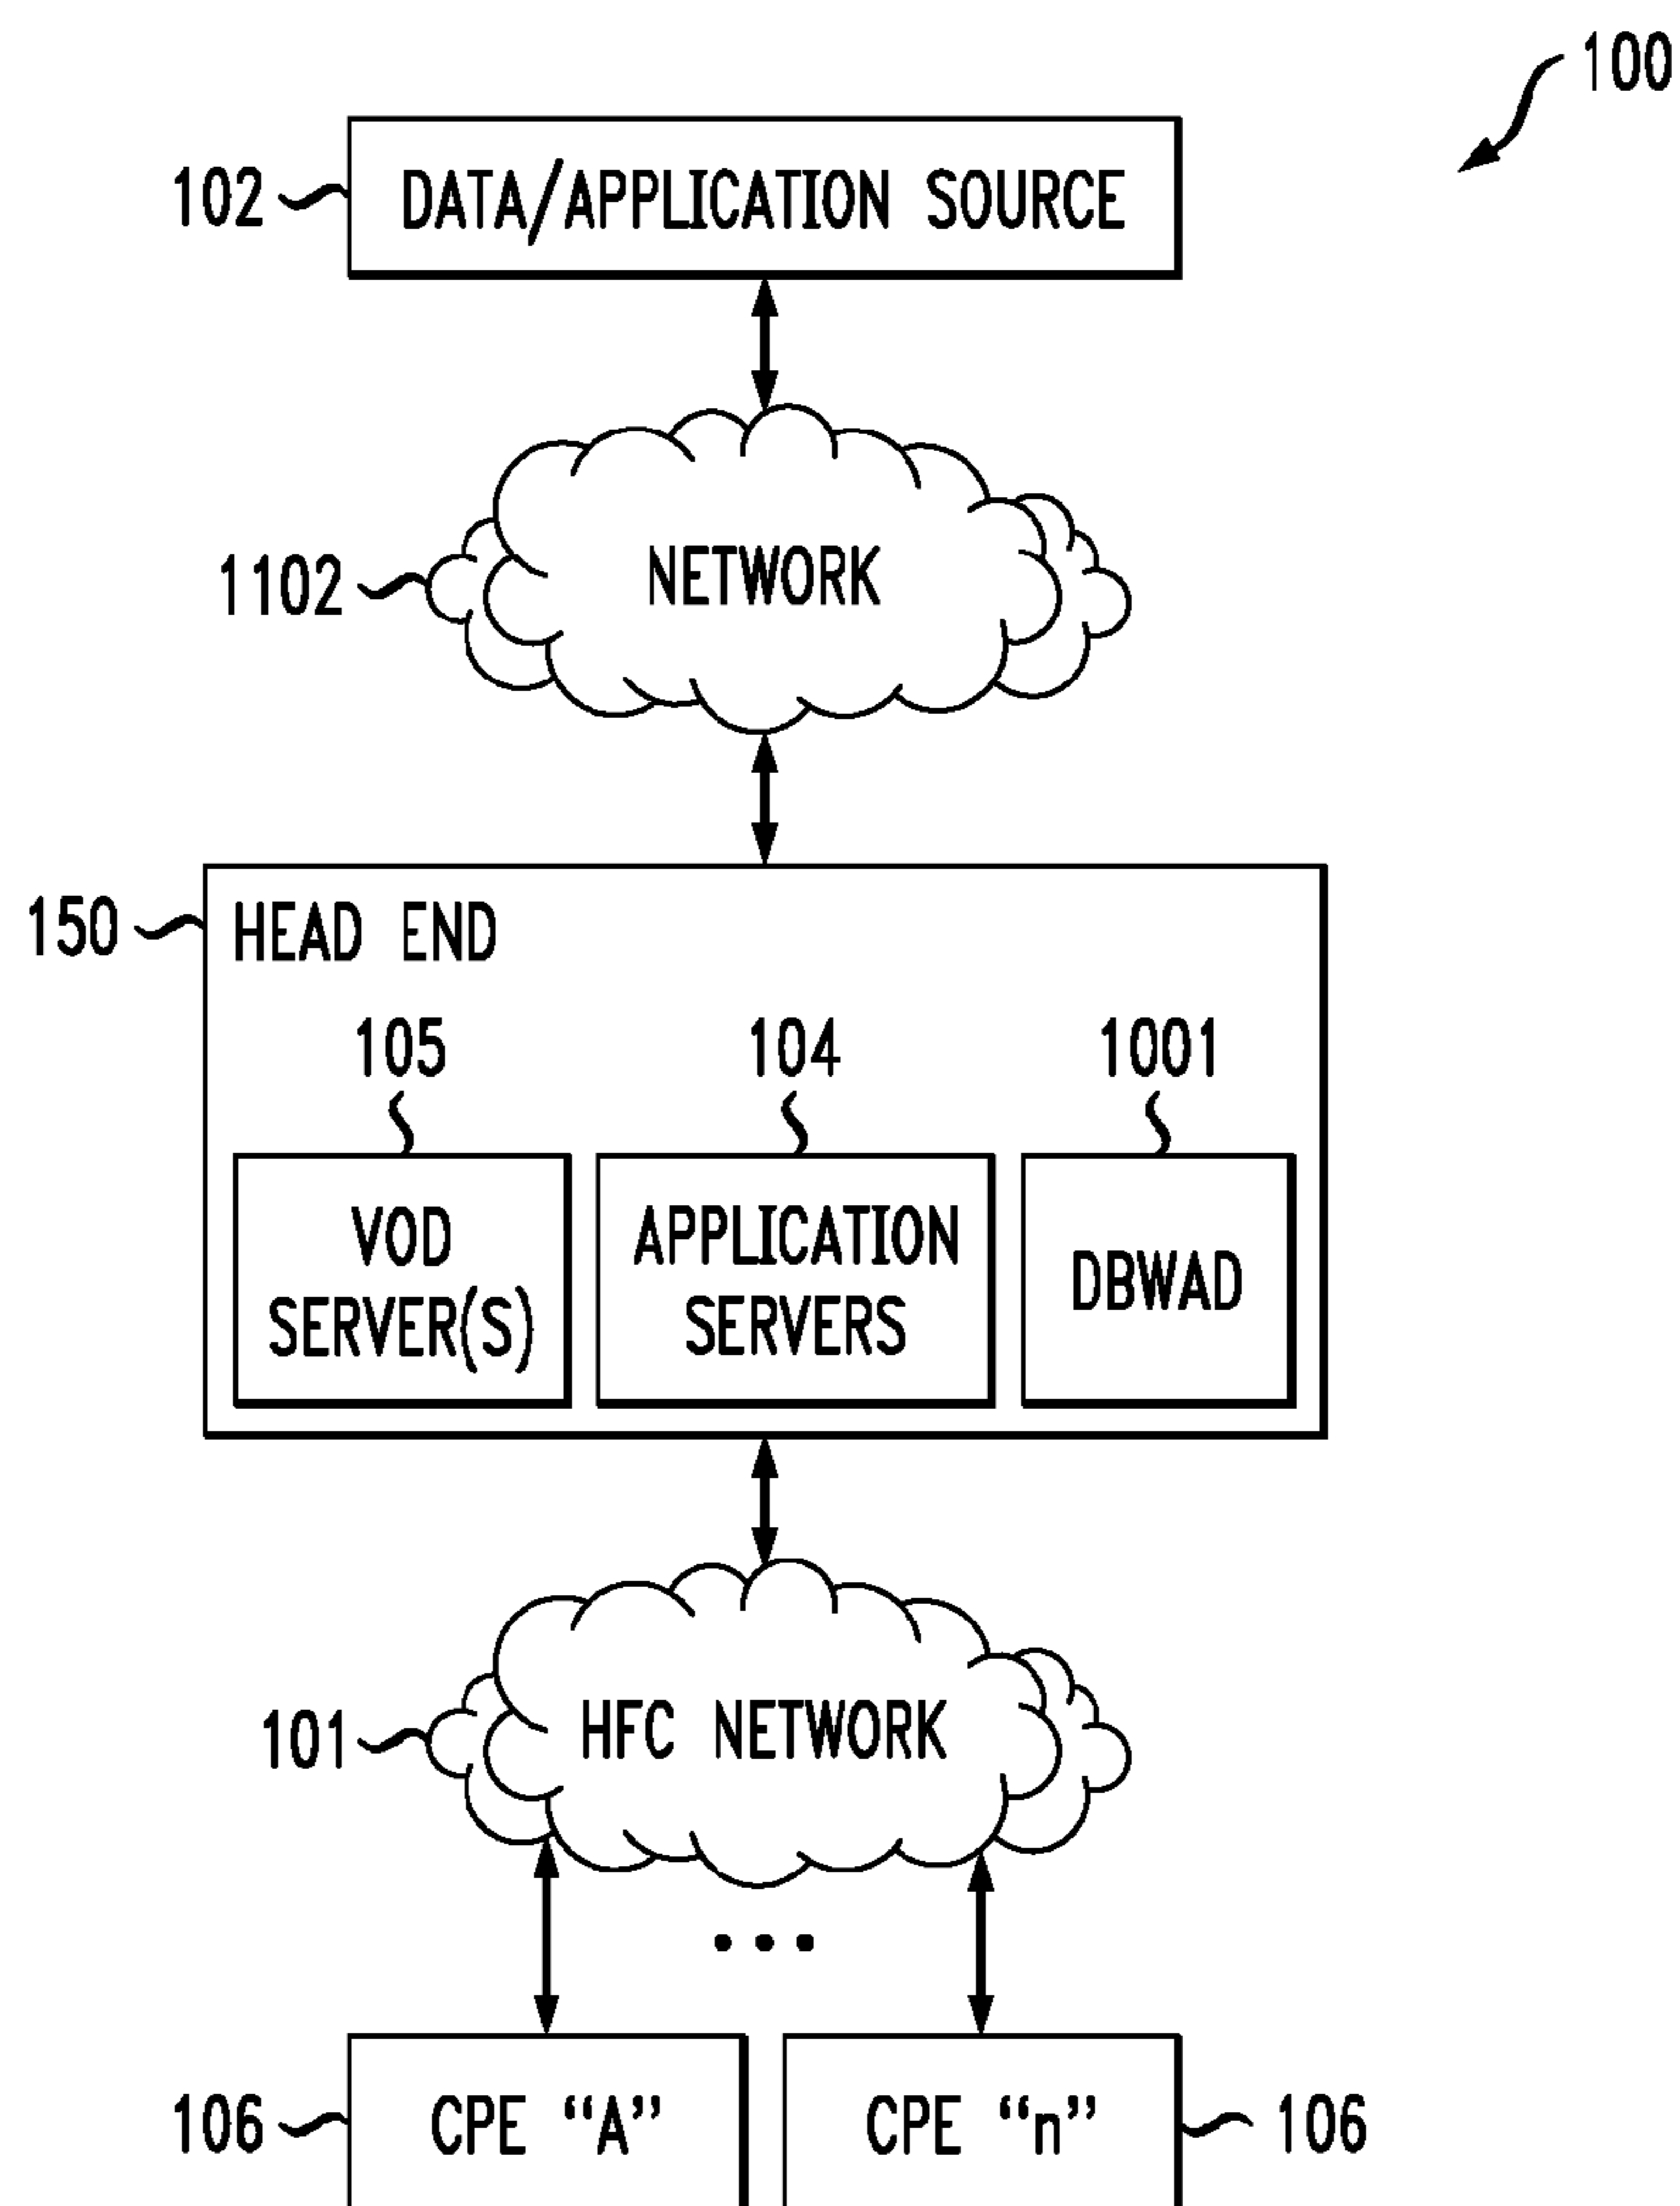 100
102
DATA/APPLICATION SOURCE
1102
NETWORK
150
HEAD END
105
104
1001
VOD
SERVER(S)
APPLICATION
SERVERS
DBWAD
101
HFC NETWORK
106
CPE “A”
CPE “n”
106